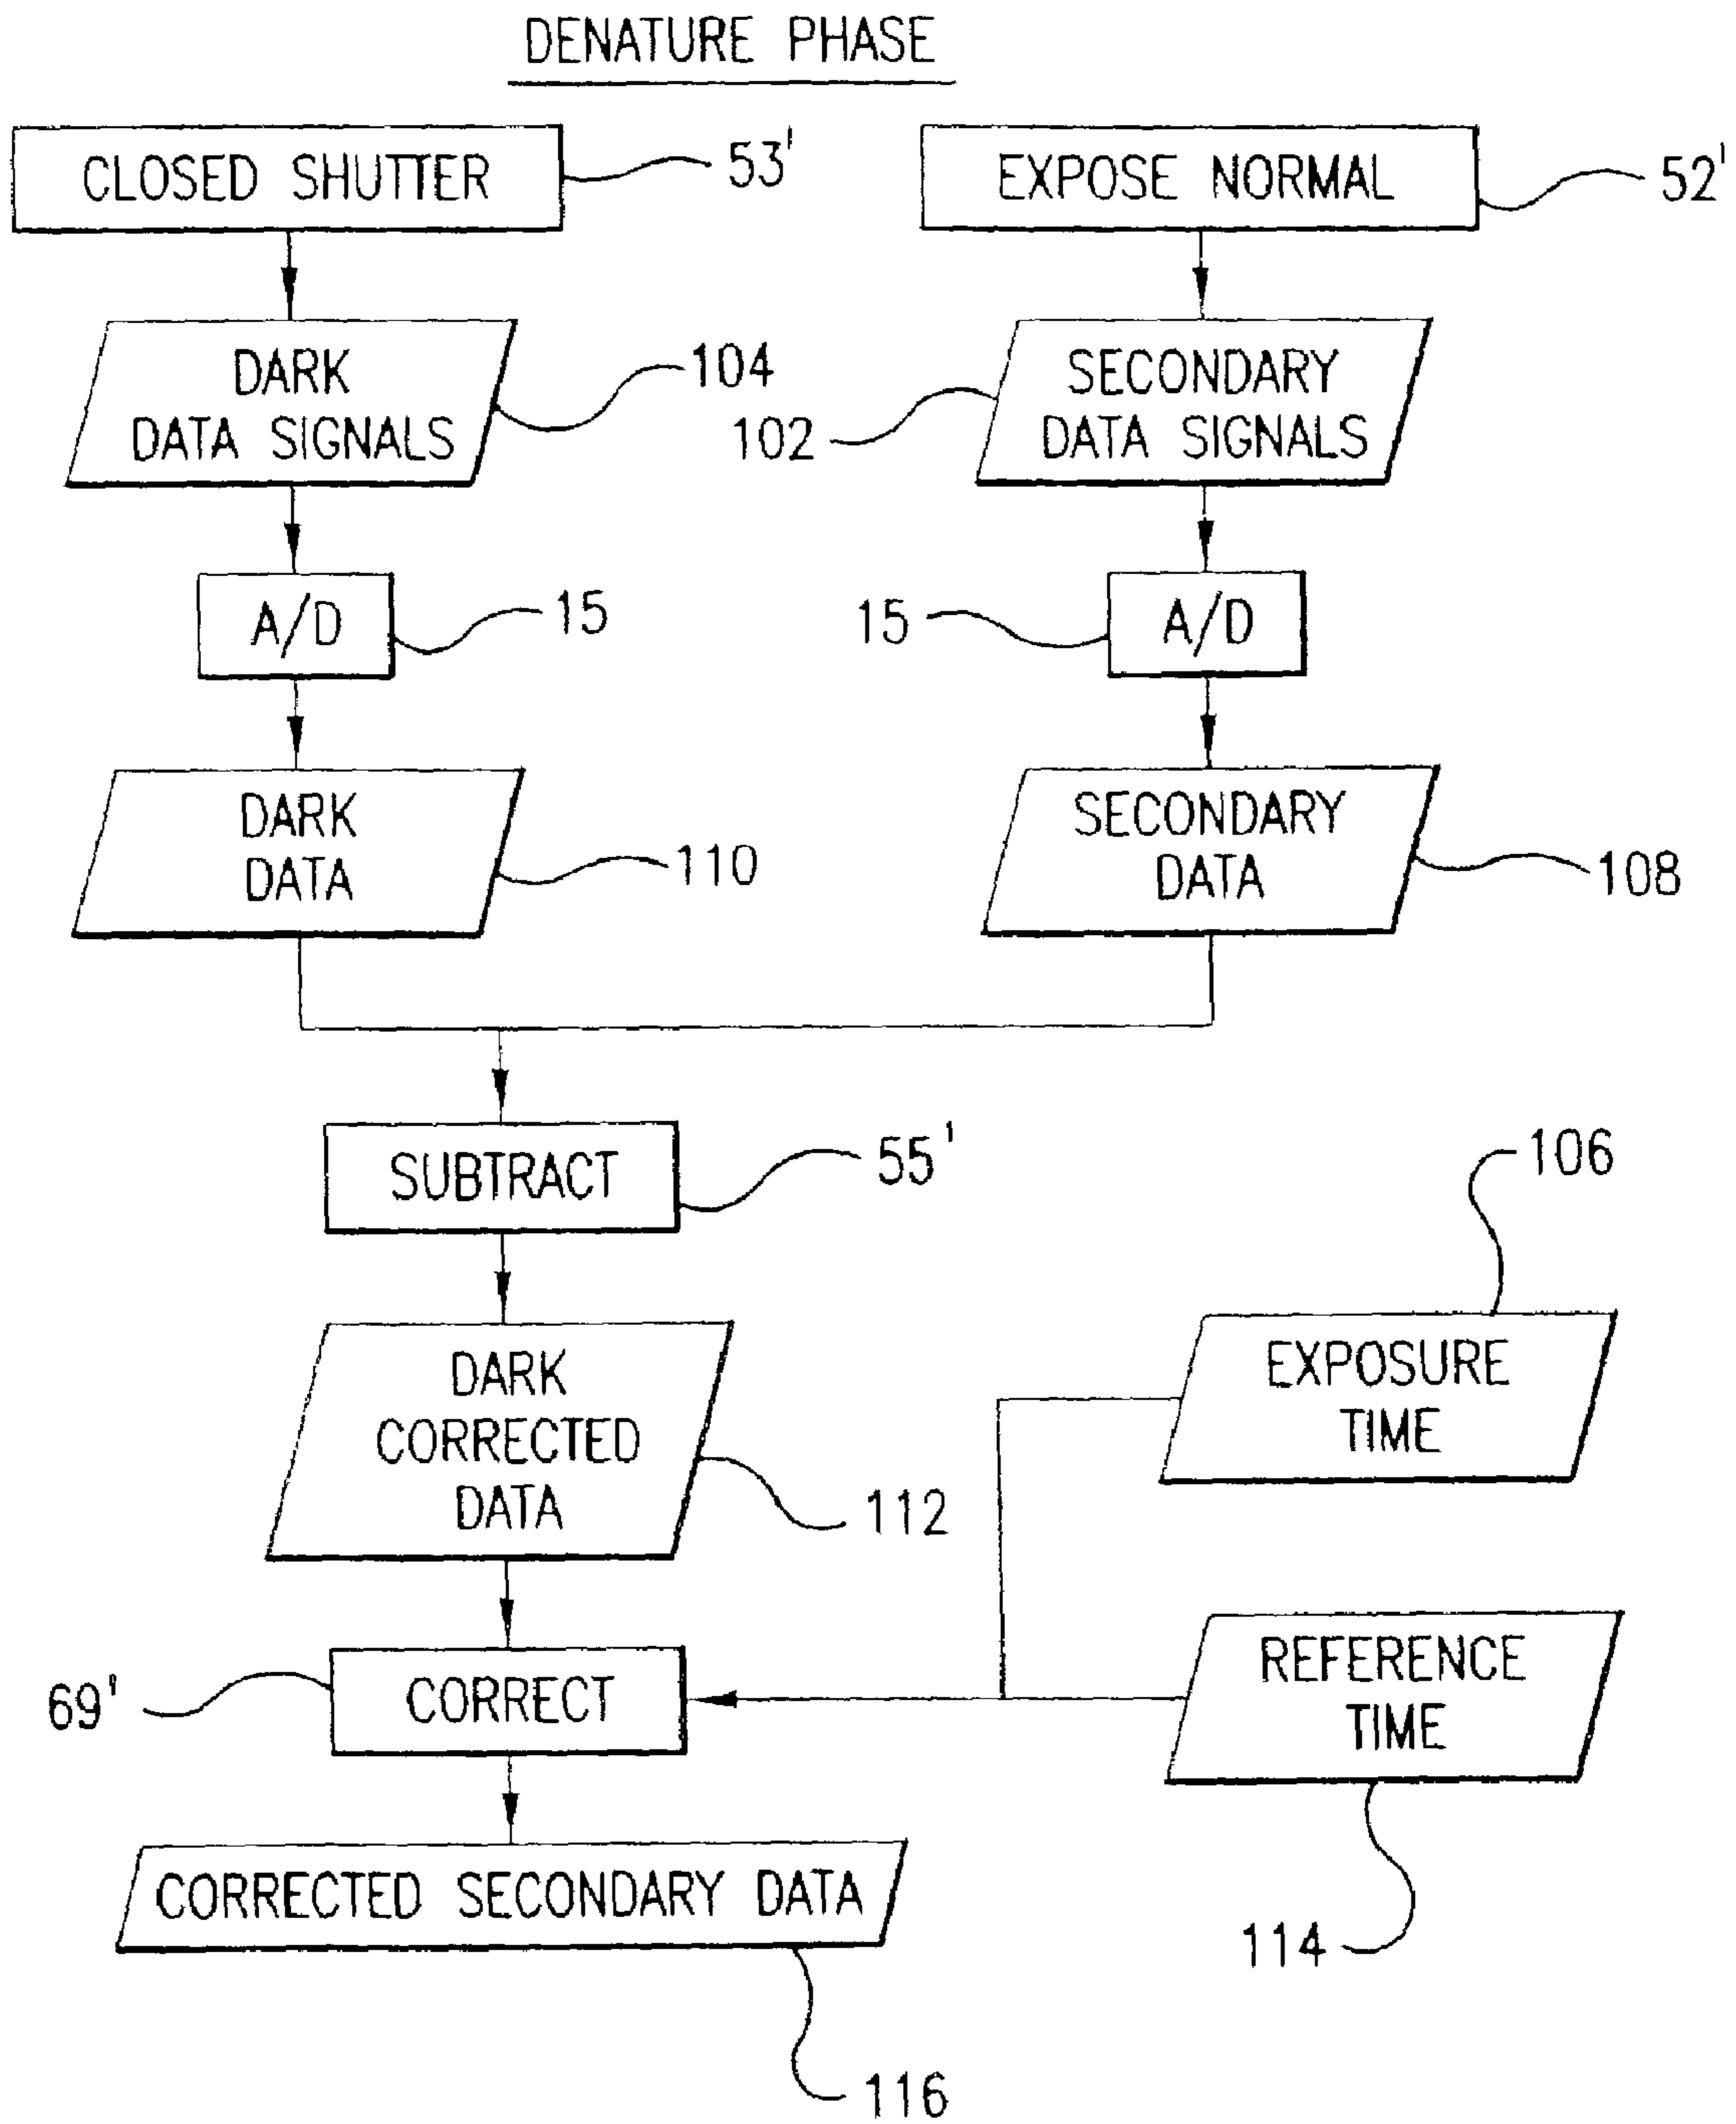 DENATURE PHASE
CLOSED SHUTTER
53'
EXPOSE NORMAL
52'
DARK
DATA SIGNALS
104
SECONDARY
DATA SIGNALS
102
A/D
15
15
A/D
DARK
DATA
110
SECONDARY
DATA
108
SUBTRACT
55'
106
DARK
CORRECTED
DATA
112
EXPOSURE
TIME
69'
CORRECT
REFERENCE
TIME
CORRECTED SECONDARY DATA
114
116